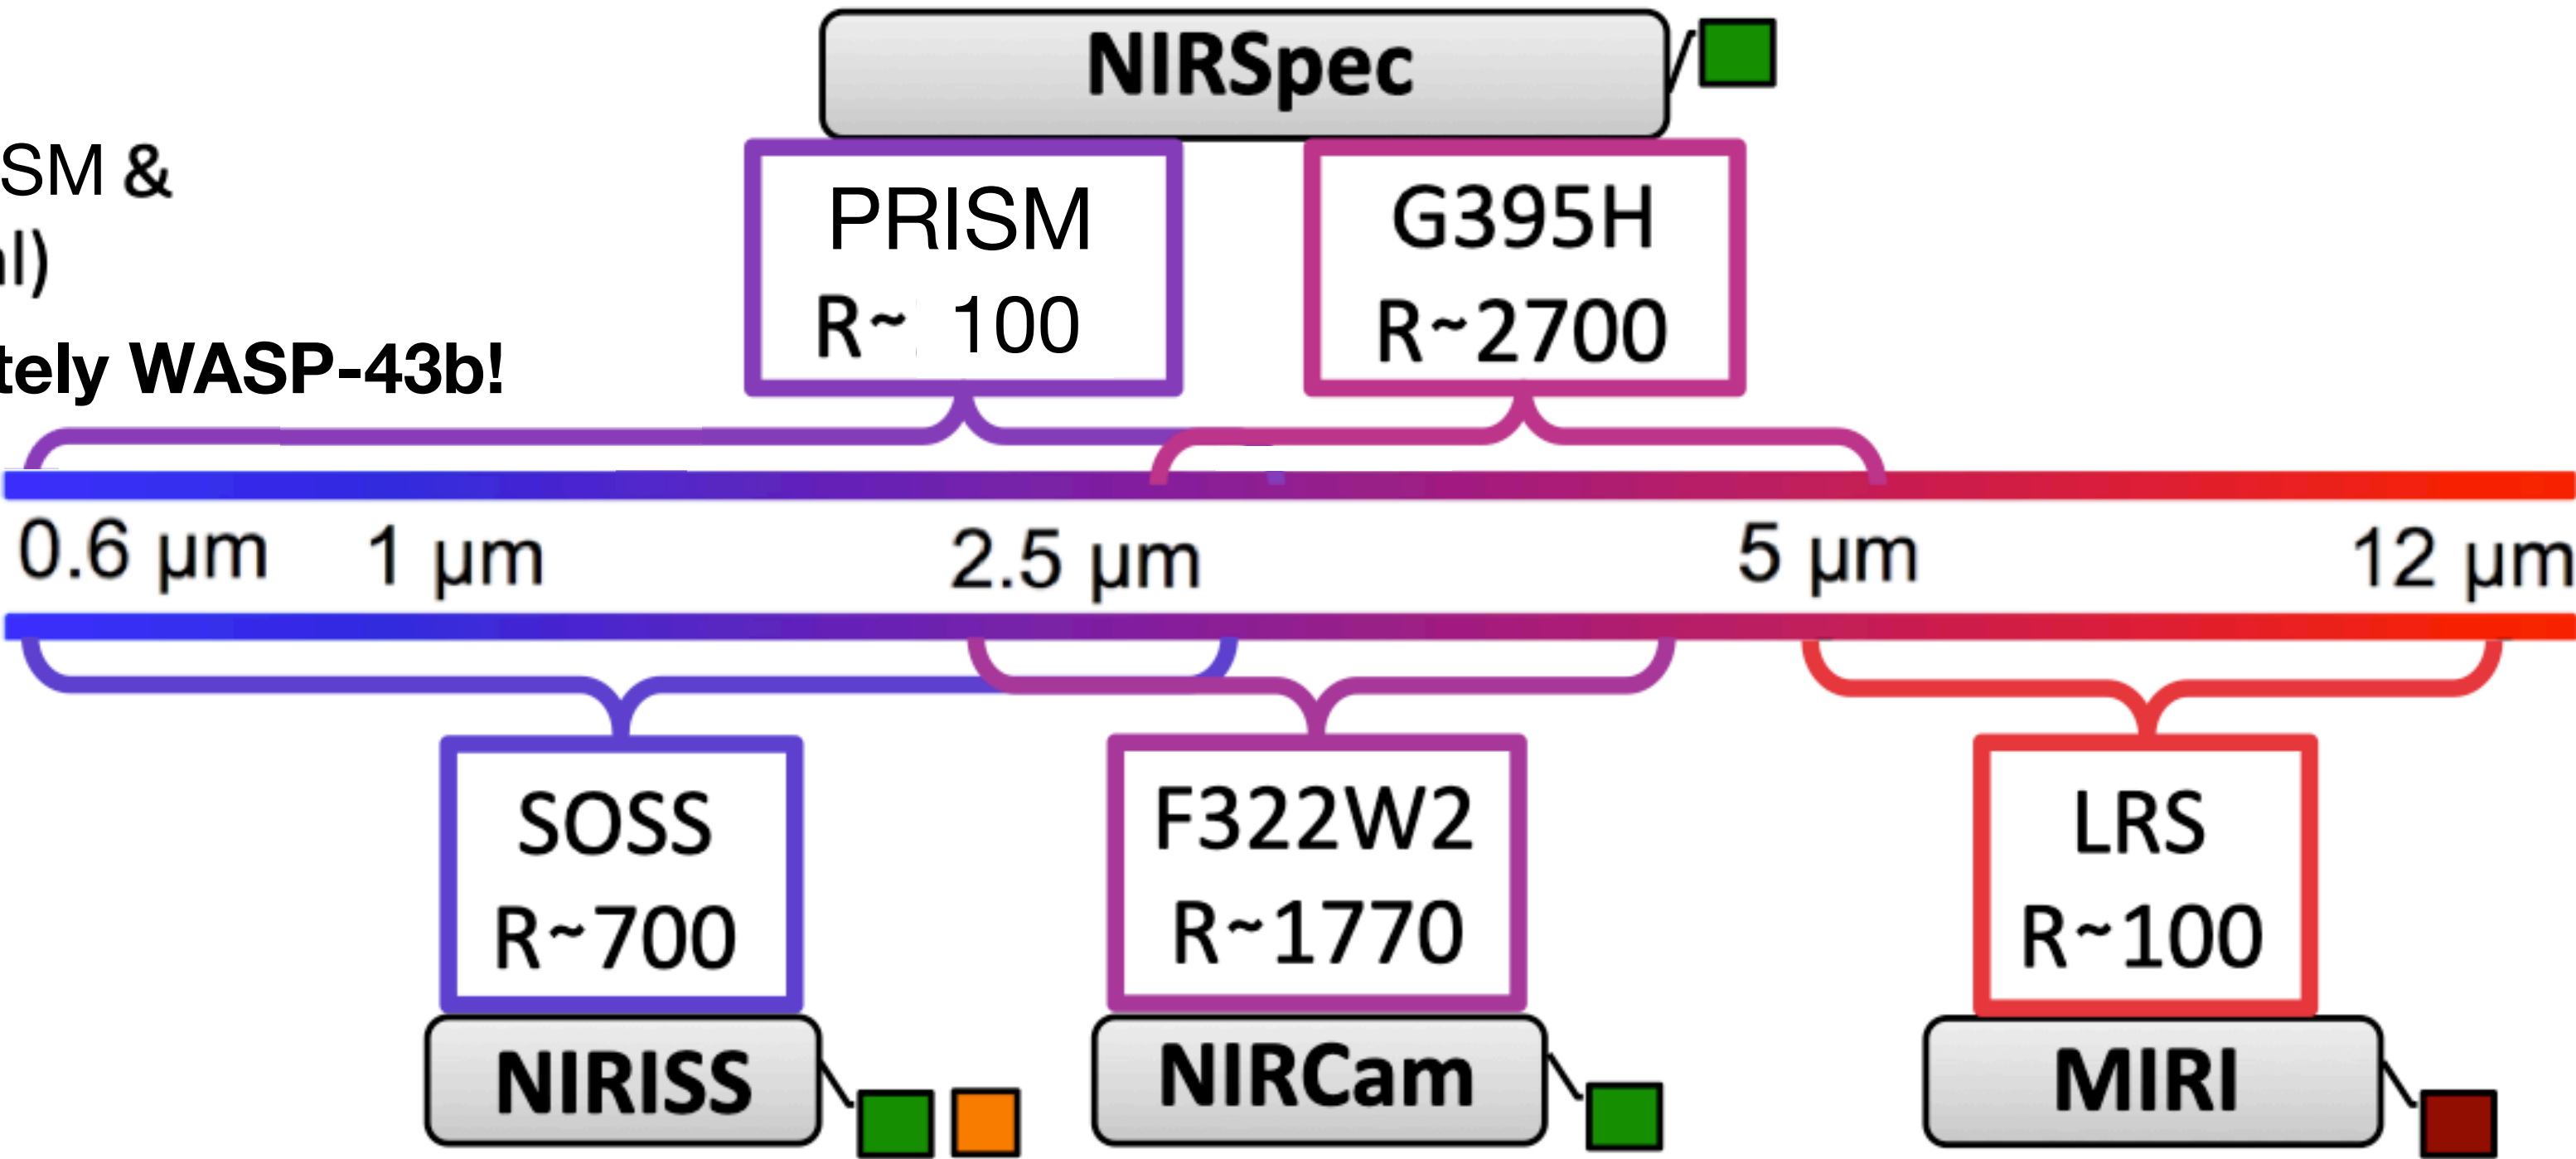 NIRSpec
SM &
l)
tely WASP-43b!
PRISM
R~ 100
G395H
R~2700
0.6 µm 1 µm 2.5 µm 5 µm 12 µm
SOSS
R~700
NIRISS
F322W2
R~1770
NIRCam
LRS
R~100
MIRI